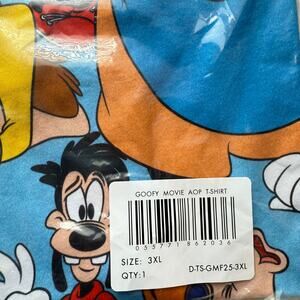 GOOFY MOVIE AOP T-SHIRT
055771862036
SIZE: 3XL
QTY: 1 D-TS-GMF25-3XL